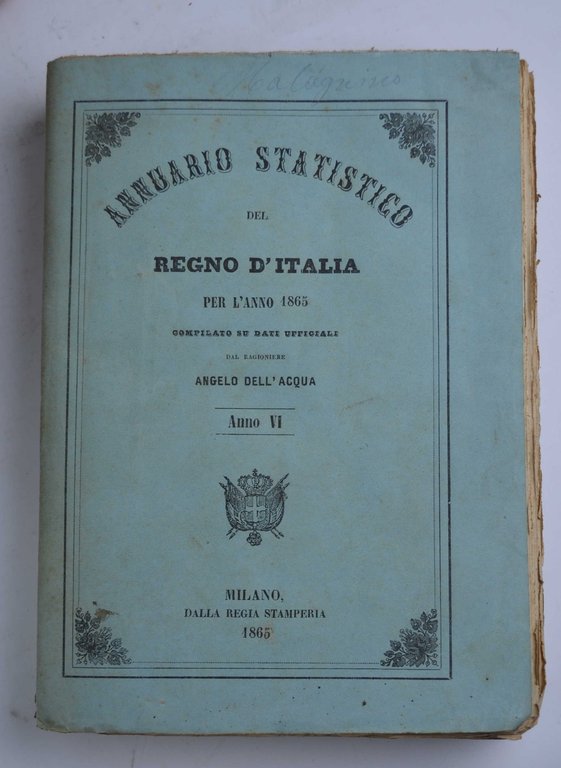 ANNUARIO STATISTICO
DEL
REGNO D'ITALIA
PER L'ANNO 1865
COMPILATO SU DATI UFFICIALI
DAL RAGIONIERE
ANGELO DELL'ACQUA
Anno VI
MILANO,
DALLA REGIA STAMPERIA
1865